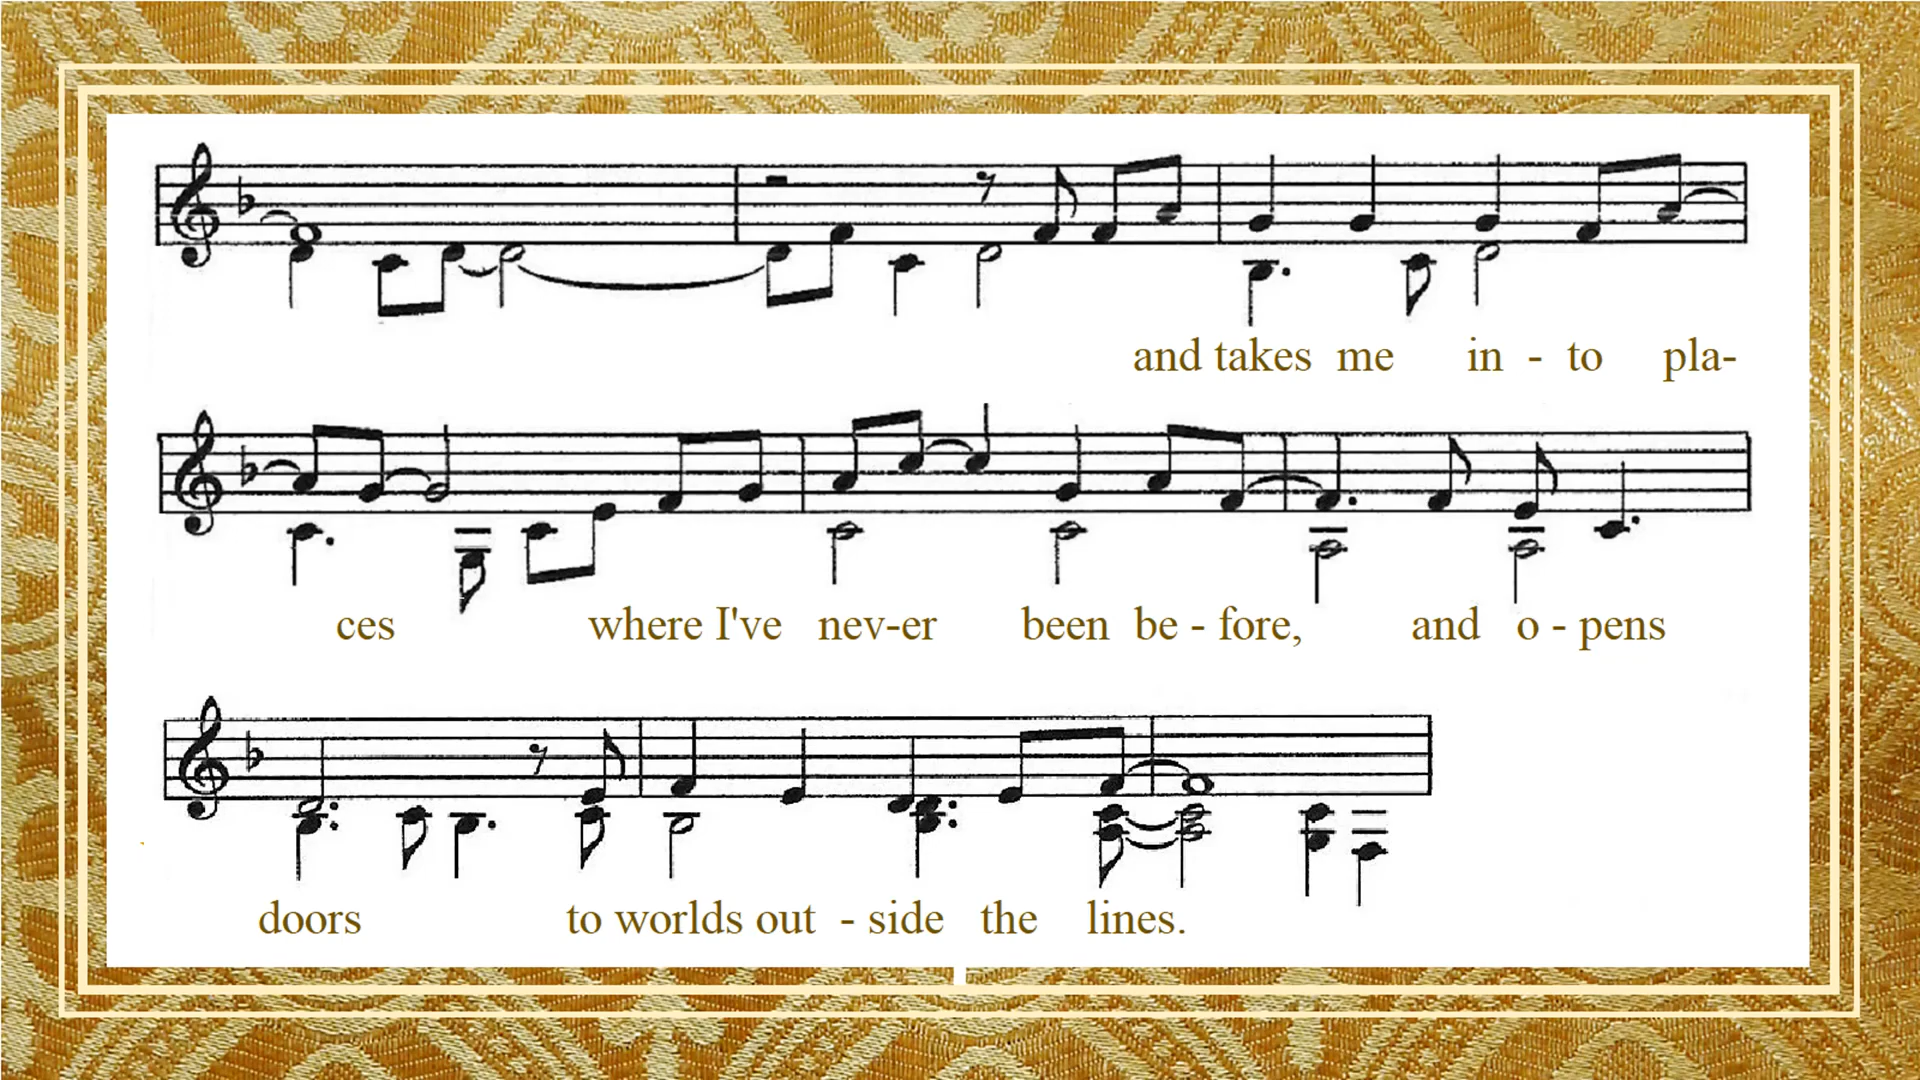 and takes me in - to pla-
ces where I've nev-er been be - fore, and o - pens
doors to worlds out - side the lines.